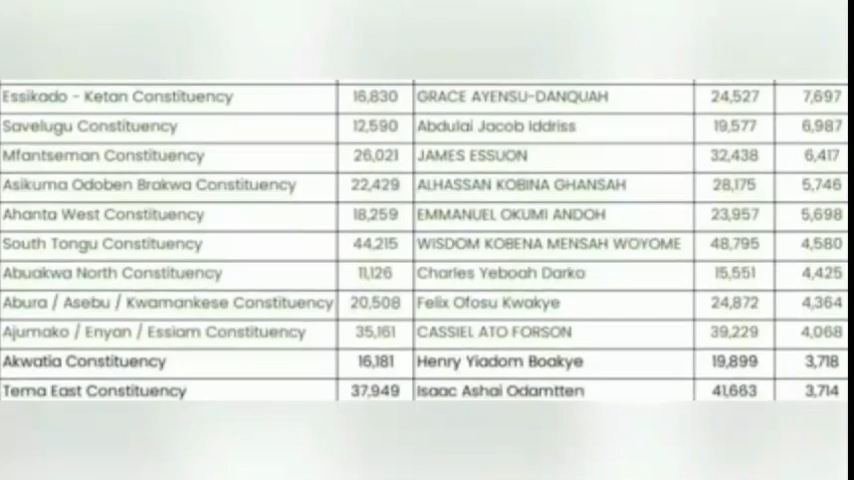 Essikado - Ketan Constituency 16,830 GRACE AYENSU-DANQUAH 24,527 7,697
Savelugu Constituency 12,590 Abdulai Jacob Iddriss 19,577 6,987
Mfantseman Constituency 26,021 JAMES ESSUON 32,438 6,417
Asikuma Odoben Brakwa Constituency 22,429 ALHASSAN KOBINA GHANSAH 28,175 5,746
Ahanta West Constituency 18,259 EMMANUEL OKUMI ANDOH 23,957 5,698
South Tongu Constituency 44,215 WISDOM KOBENA MENSAH WOYOME 48,795 4,580
Abuakwa North Constituency 11,126 Charles Yeboah Darko 15,551 4,425
Abura / Asebu / Kwamankese Constituency 20,508 Felix Ofosu Kwakye 24,872 4,364
Ajumako / Enyan / Essiam Constituency 35,161 CASSIEL ATO FORSON 39,229 4,068
Akwatia Constituency 16,181 Henry Yiadom Boakye 19,899 3,718
Tema East Constituency 37,949 Isaac Ashai Odamtten 41,663 3,714